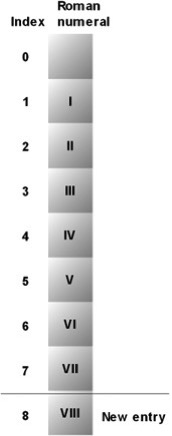 Roman
Index numeral
0
1 I
2 II
3 III
4 IV
5 V
6 VI
7 VII
8 VIII New entry